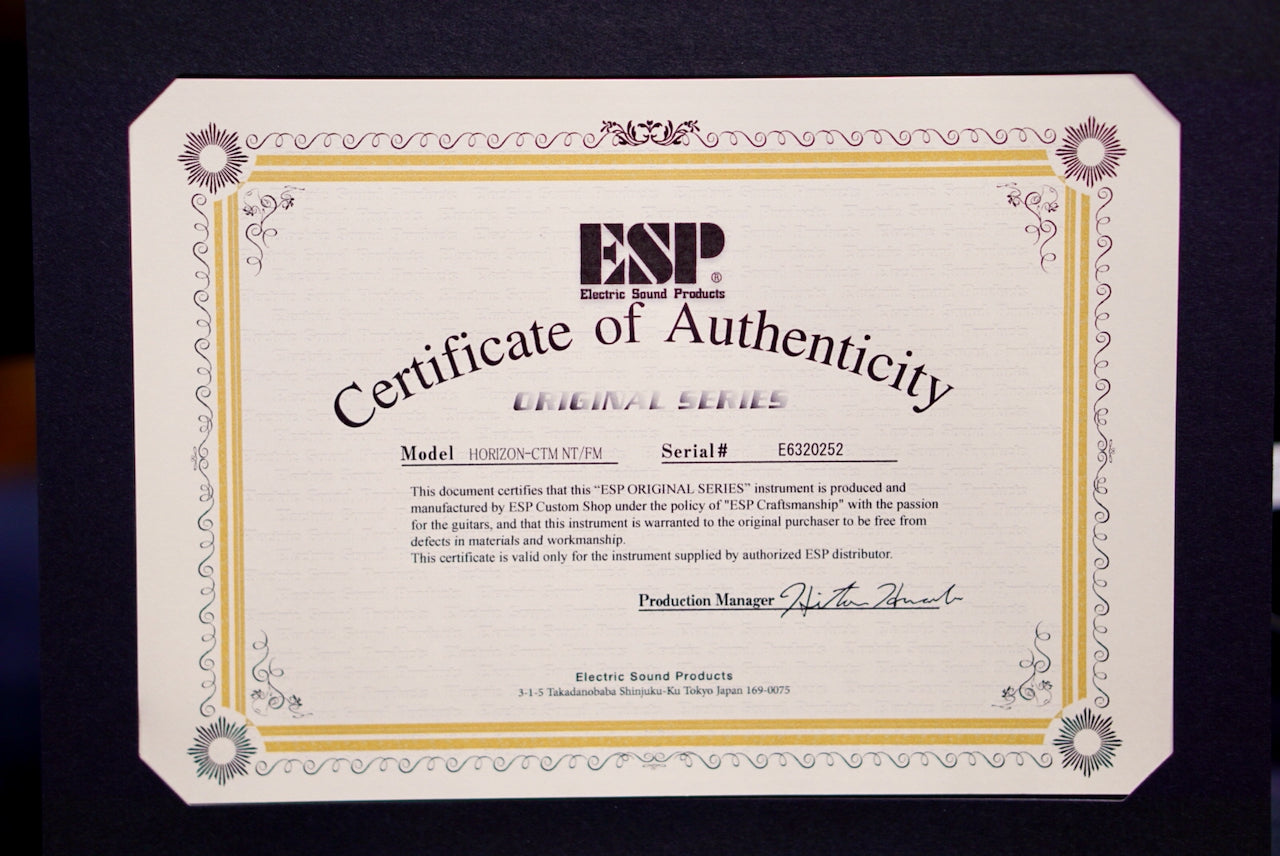 ESP®
Electric Sound Products
Certificate of Authenticity
ORIGINAL SERIES
Model HORIZON-CTM NT/FM Serial# E6320252
This document certifies that this “ESP ORIGINAL SERIES” instrument is produced and
manufactured by ESP Custom Shop under the policy of "ESP Craftsmanship" with the passion
for the guitars, and that this instrument is warranted to the original purchaser to be free from
defects in materials and workmanship.
This certificate is valid only for the instrument supplied by authorized ESP distributor.
Production Manager
Electric Sound Products
3-1-5 Takadanobaba Shinjuku-Ku Tokyo Japan 169-0075